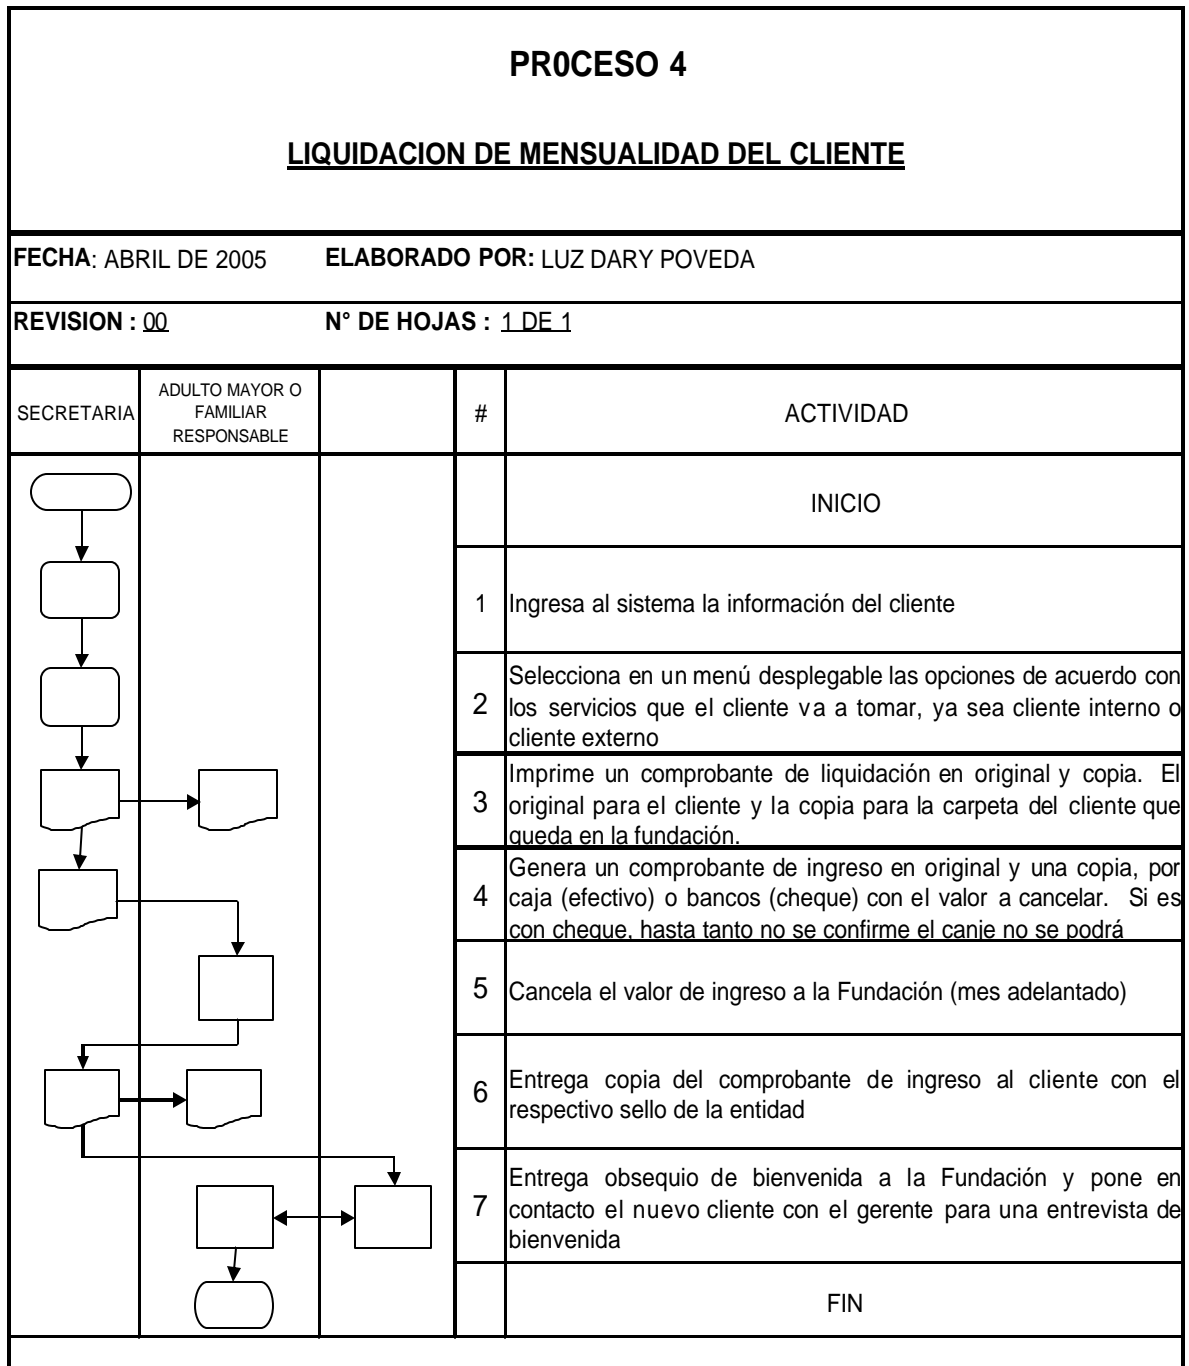 PR0CESO 4
LIQUIDACION DE MENSUALIDAD DEL CLIENTE
FECHA: ABRIL DE 2005 ELABORADO POR: LUZ DARY POVEDA
REVISION : 00 N° DE HOJAS : 1 DE 1
SECRETARIA
ADULTO MAYOR O
FAMILIAR
RESPONSABLE
# ACTIVIDAD
INICIO
1 Ingresa al sistema la información del cliente
2
Selecciona en un menú desplegable las opciones de acuerdo con
los servicios que el cliente va a tomar, ya sea cliente interno o
cliente externo
3
Imprime un comprobante de liquidación en original y copia. El
original para el cliente y la copia para la carpeta del cliente que
queda en la fundación.
4
Genera un comprobante de ingreso en original y una copia, por
caja (efectivo) o bancos (cheque) con el valor a cancelar. Si es
con cheque, hasta tanto no se confirme el canje no se podrá
5 Cancela el valor de ingreso a la Fundación (mes adelantado)
6
Entrega copia del comprobante de ingreso al cliente con el
respectivo sello de la entidad
7
Entrega obsequio de bienvenida a la Fundación y pone en
contacto el nuevo cliente con el gerente para una entrevista de
bienvenida
FIN